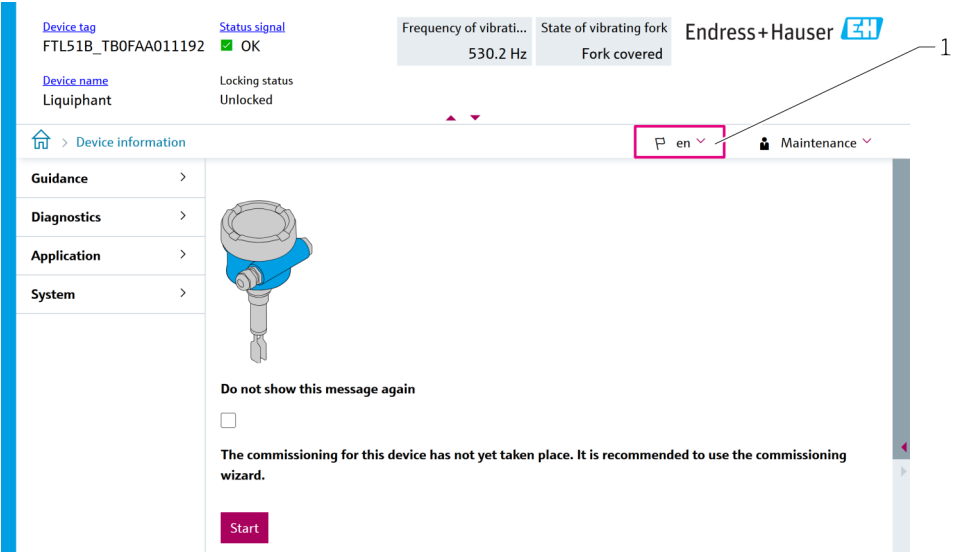 Device tag
FTL51B_TB0FAA011192
Status signal
OK
Frequency of vibrati...
530.2 Hz
State of vibrating fork
Fork covered
Endress+Hauser EH
1
Device name
Liquiphant
Locking status
Unlocked
> Device information
en
Maintenance
Guidance
Diagnostics
Application
System
Do not show this message again
The commissioning for this device has not yet taken place. It is recommended to use the commissioning
wizard.
Start